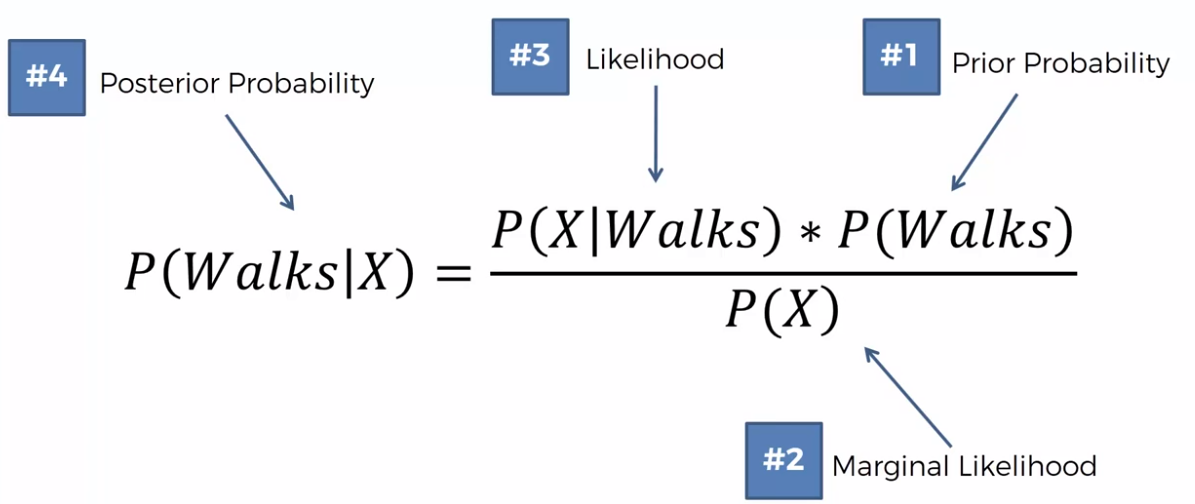 #4 Posterior Probability
#3 Likelihood
#1 Prior Probability
P(Walks|X) = P(X|Walks) * P(Walks)
P(X)
#2 Marginal Likelihood